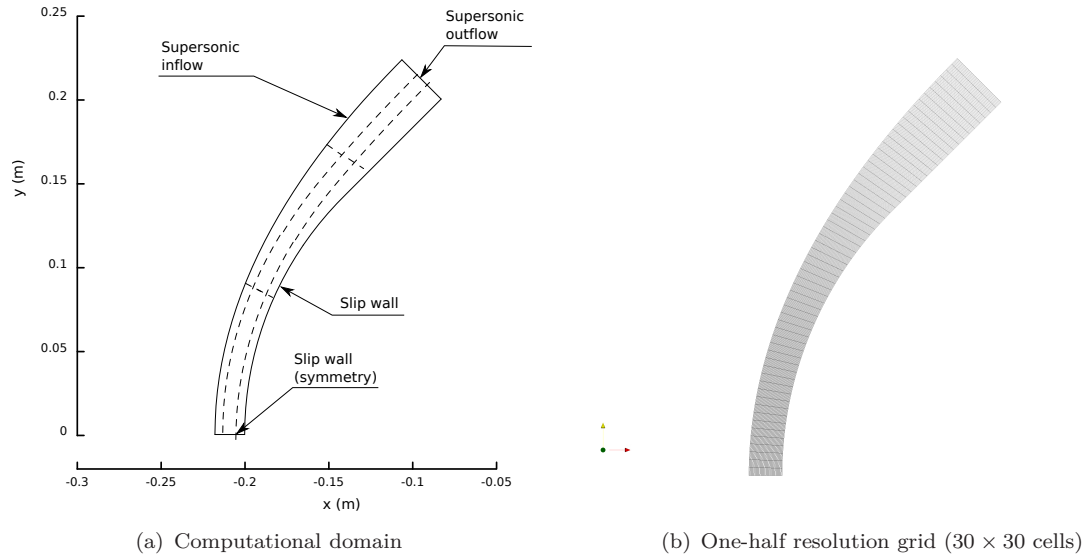 0.25
0.2
0.15
0.1
0.05
0
y (m)
Supersonic
inflow
Supersonic
outflow
Slip wall
Slip wall
(symmetry)
-0.3 -0.25 -0.2 -0.15 -0.1 -0.05
x (m)
(a) Computational domain
(b) One-half resolution grid (30 × 30 cells)